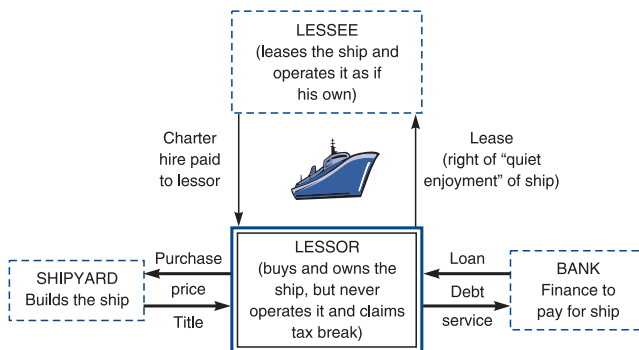 LESSEE
(leases the ship and
operates it as if
his own)
Charter
hire paid
to lessor
Lease
(right of “quiet
enjoyment” of ship)
SHIPYARD
Builds the ship
Purchase
price
Title
LESSOR
(buys and owns the
ship, but never
operates it and claims
tax break)
Loan
Debt
service
BANK
Finance to
pay for ship